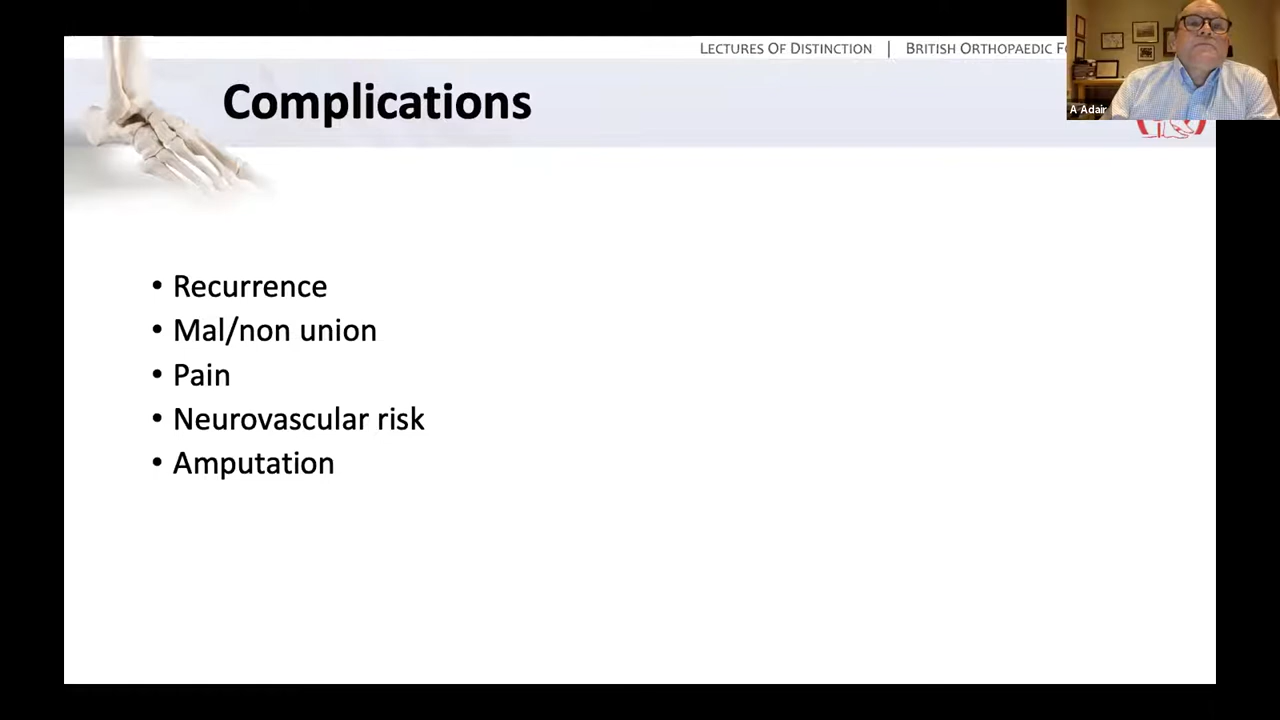 LECTURES OF DISTINCTION | BRITISH ORTHOPAEDIC
A Adair
Complications
• Recurrence
• Mal/non union
• Pain
• Neurovascular risk
• Amputation